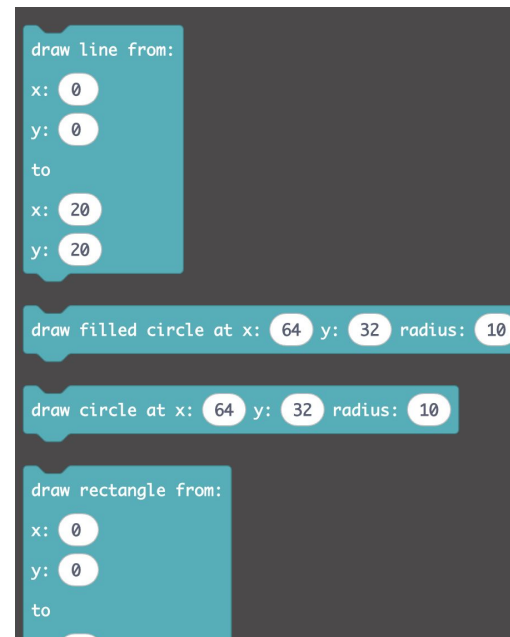 draw line from:
x: 0
y: 0
to
x: 20
y: 20
draw filled circle at x: 64 y: 32 radius: 10
draw circle at x: 64 y: 32 radius: 10
draw rectangle from:
x: 0
y: 0
to